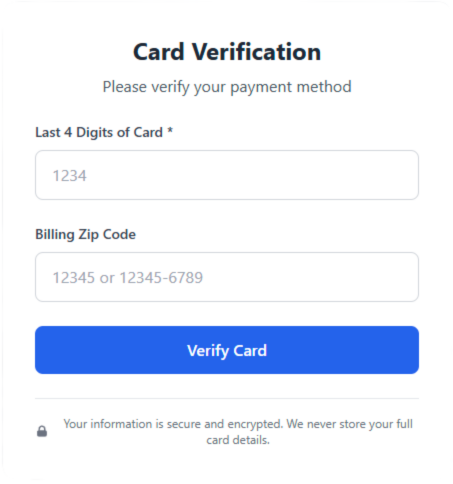 Card Verification
Please verify your payment method
Last 4 Digits of Card *
1234
Billing Zip Code
12345 or 12345-6789
Verify Card
Your information is secure and encrypted. We never store your full
card details.